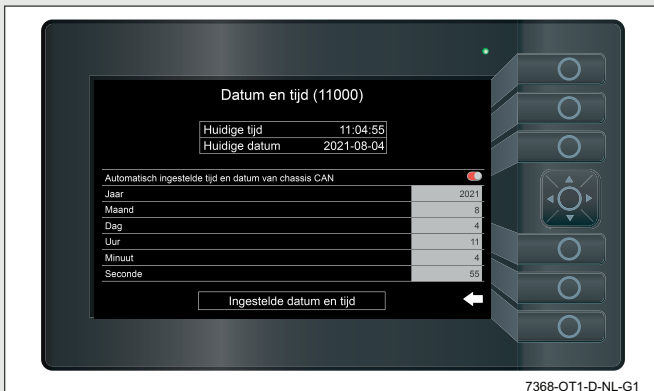 Datum en tijd (11000)
Huidige tijd 11:04:55
Huidige datum 2021-08-04
Automatisch ingestelde tijd en datum van chassis CAN
Jaar 2021
Maand 8
Dag 4
Uur 11
Minuut 4
Seconde 55
Ingestelde datum en tijd
7368-OT1-D-NL-G1